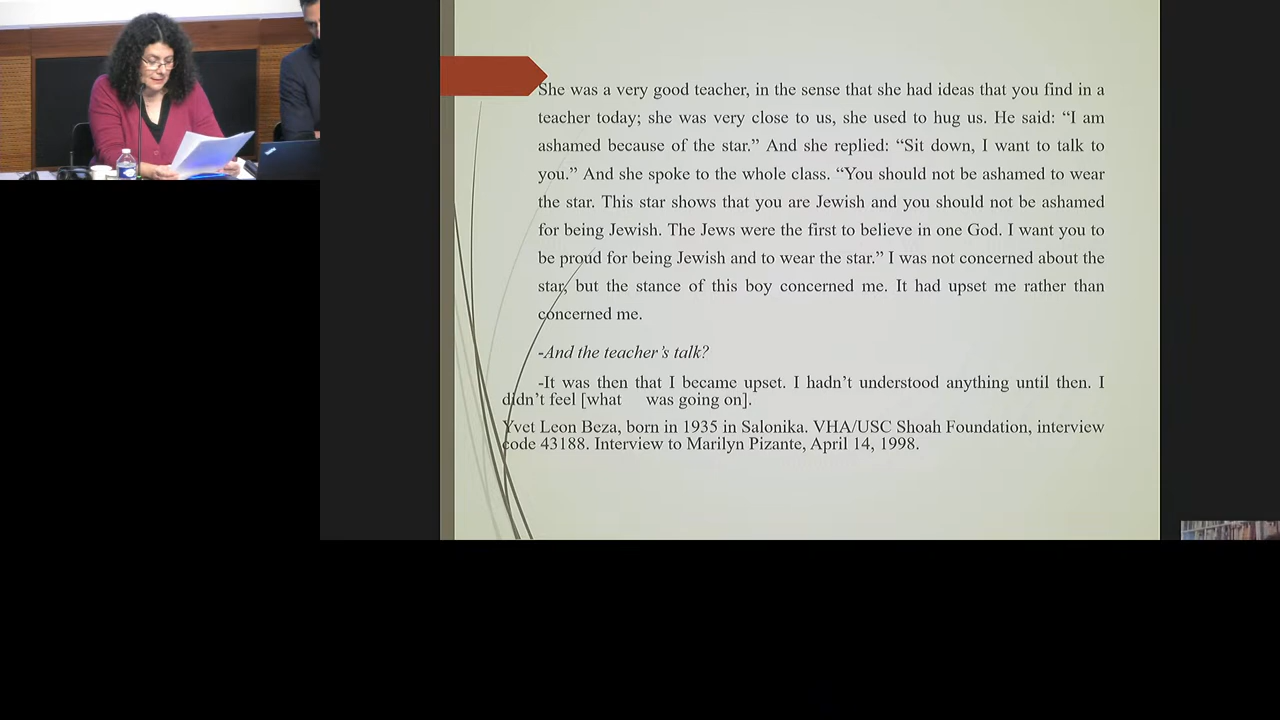 She was a very good teacher, in the sense that she had ideas that you find in a
teacher today; she was very close to us, she used to hug us. He said: “I am
ashamed because of the star.” And she replied: “Sit down, I want to talk to
you.” And she spoke to the whole class. “You should not be ashamed to wear
the star. This star shows that you are Jewish and you should not be ashamed
for being Jewish. The Jews were the first to believe in one God. I want you to
be proud for being Jewish and to wear the star.” I was not concerned about the
star, but the stance of this boy concerned me. It had upset me rather than
concerned me.
-And the teacher’s talk?
-It was then that I became upset. I hadn’t understood anything until then. I
didn’t feel [what was going on].
Yvet Leon Beza, born in 1935 in Salonika. VHA/USC Shoah Foundation, interview
code 43188. Interview to Marilyn Pizante, April 14, 1998.